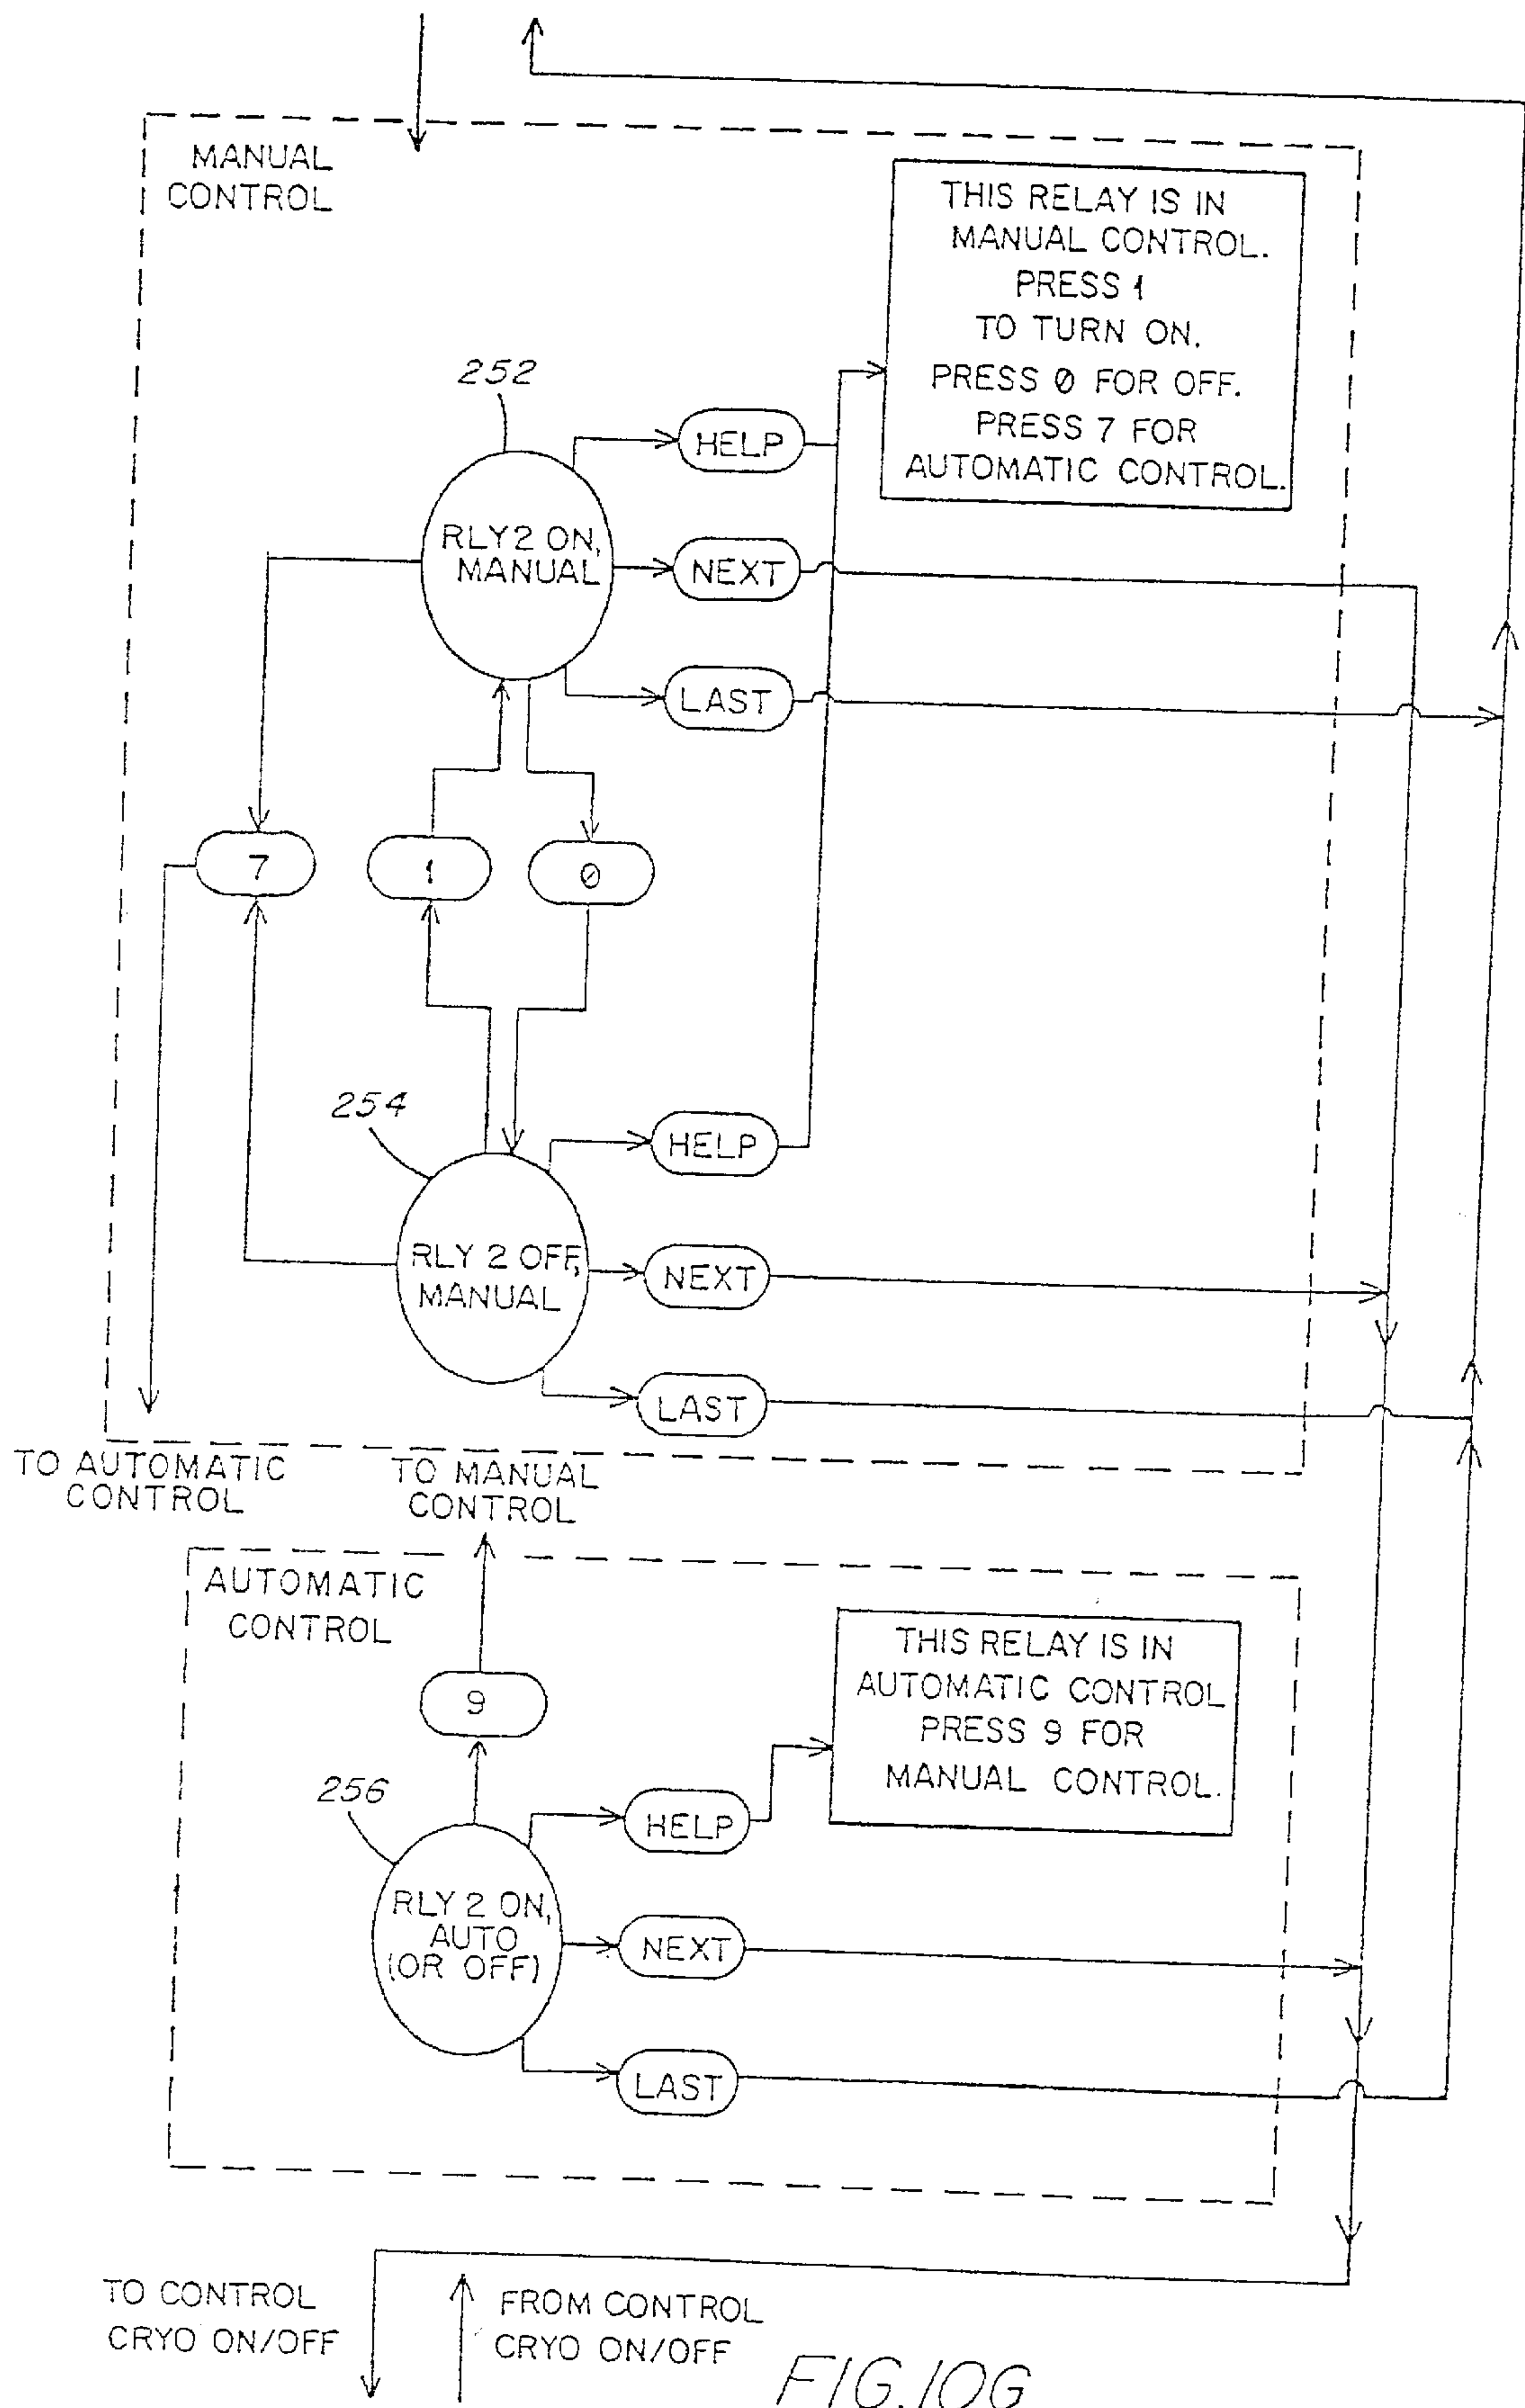 MANUAL
CONTROL
THIS RELAY IS IN
MANUAL CONTROL.
PRESS 1
TO TURN ON.
PRESS 0 FOR OFF.
PRESS 7 FOR
AUTOMATIC CONTROL.
252
HELP
RLY 2 ON,
MANUAL
NEXT
LAST
7
1
0
254
HELP
RLY 2 OFF,
MANUAL
NEXT
LAST
TO AUTOMATIC
CONTROL
TO MANUAL
CONTROL
AUTOMATIC
CONTROL
THIS RELAY IS IN
AUTOMATIC CONTROL
PRESS 9 FOR
MANUAL CONTROL.
9
256
HELP
RLY 2 ON,
AUTO
(OR OFF)
NEXT
LAST
TO CONTROL
CRYO ON/OFF
FROM CONTROL
CRYO ON/OFF
FIG. 10G